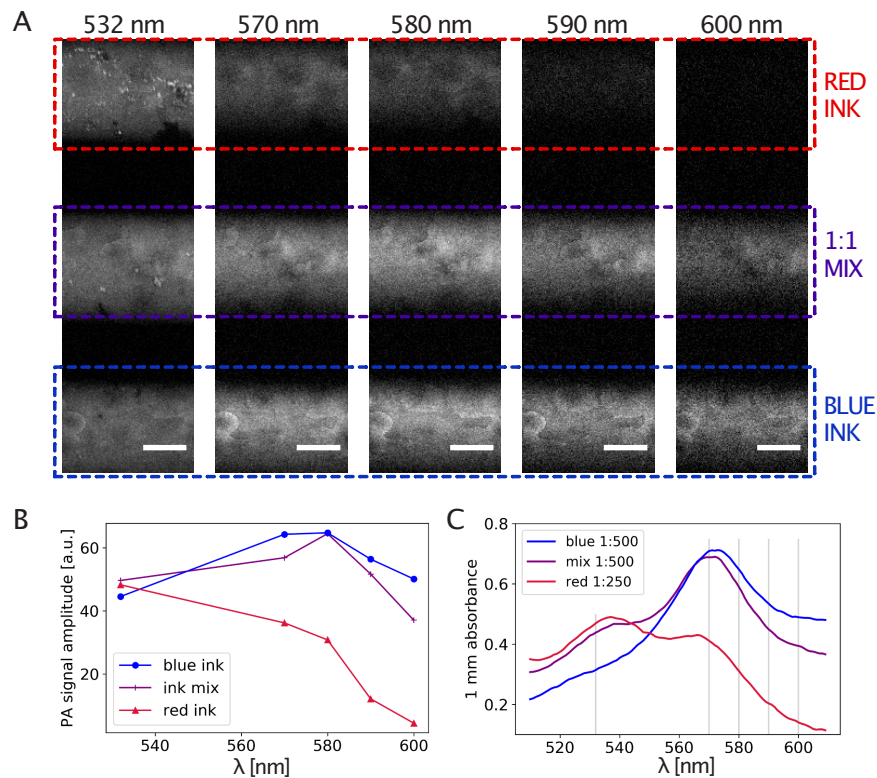 A
532 nm 570 nm 580 nm 590 nm 600 nm
RED
INK
1:1
MIX
BLUE
INK
B
PA signal amplitude [a.u.]
60
40
20
blue ink
ink mix
red ink
540 560 580 600
λ [nm]
C
1 mm absorbance
0.8
0.6
0.4
0.2
blue 1:500
mix 1:500
red 1:250
520 540 560 580 600
λ [nm]